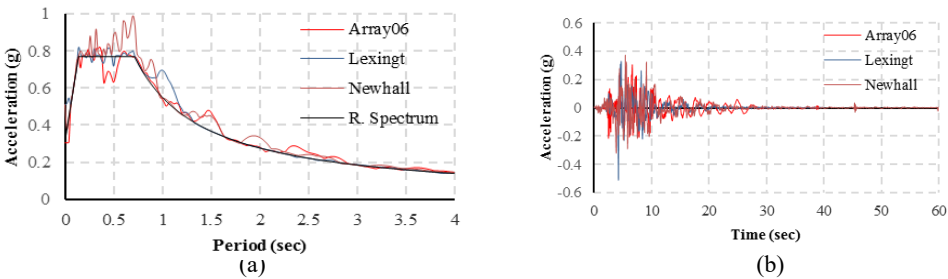 1
0.8
0.6
0.4
0.2
0
Acceleration (g)
0 0.5 1 1.5 2 2.5 3 3.5 4
Period (sec)
Array06
Lexingt
Newhall
R. Spectrum
(a)
0.6
0.4
0.2
0
-0.2
-0.4
-0.6
Acceleration (g)
0 10 20 30 40 50 60
Time (sec)
Array06
Lexingt
Newhall
(b)